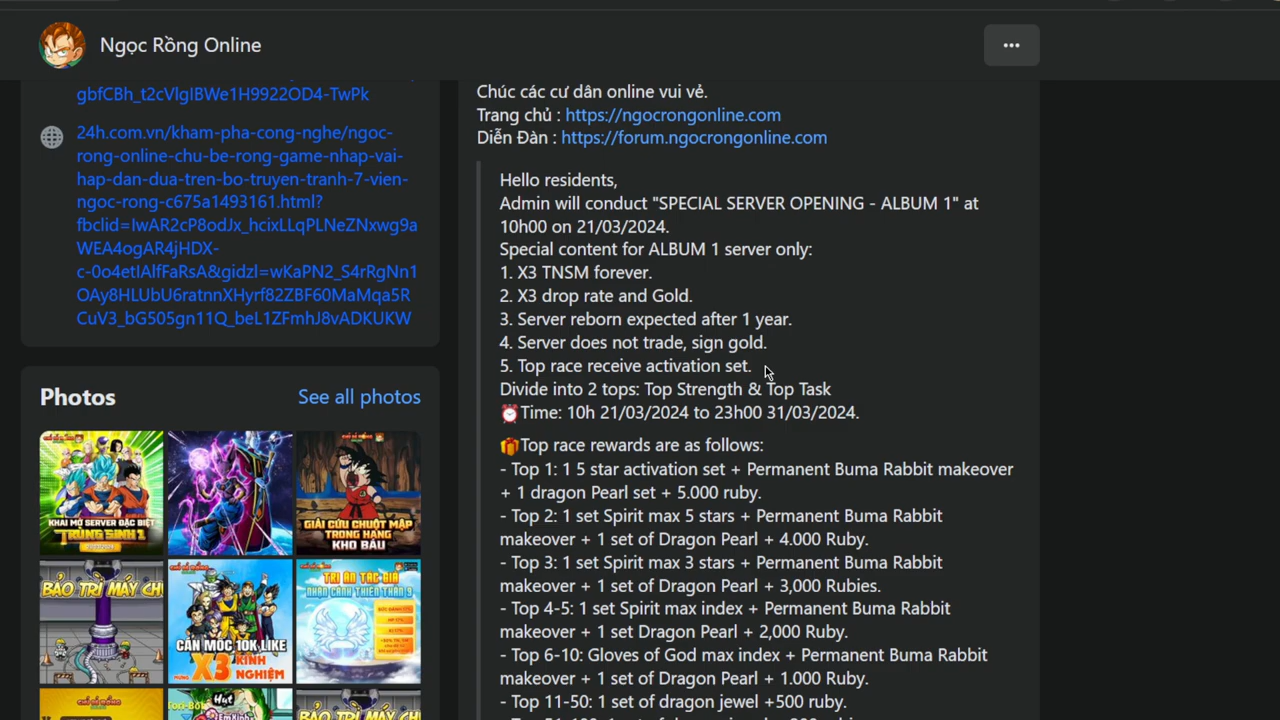 Ngọc Rồng Online
gbfCBh_t2cVlgIBWe1H9922OD4-TwPk
24h.com.vn/kham-pha-cong-nghe/ngoc-
rong-online-chu-be-rong-game-nhap-vai-
hap-dan-dua-tren-bo-truyen-tranh-7-vien-
ngoc-rong-c675a1493161.html?
fbclid=IwAR2cP8odJx_hcixLLqPLNeZNxwg9a
WEA4ogAR4jHDX-
c-0o4etIAlfFaRsA&gidzl=wKaPN2_S4rRgNn1
OAy8HLUbU6ratnnXHyrf82ZBF60MaMqa5R
CuV3_bG505gn11Q_beL1ZFmhJ8vADKUKW
Photos
See all photos
KHAI MỞ SERVER ĐẶC BIỆT
TRÙNG SINH 1
GIẢI CỨU CHUỘT MẬP
TRONG HANG
KHO BÁU
BẢO TRÌ MÁY CH
CÁN MỐC 10K LIKE
X3 KINH
NGHIỆM
TRI ÂN TÁC GIẢ
NHẬN CÁNH THIÊN THẦN 9
Hụt
BẢO TRÌ MÁY CH
Chúc các cư dân online vui vẻ.
Trang chủ : https://ngocrongonline.com
Diễn Đàn : https://forum.ngocrongonline.com
Hello residents,
Admin will conduct "SPECIAL SERVER OPENING - ALBUM 1" at
10h00 on 21/03/2024.
Special content for ALBUM 1 server only:
1. X3 TNSM forever.
2. X3 drop rate and Gold.
3. Server reborn expected after 1 year.
4. Server does not trade, sign gold.
5. Top race receive activation set.
Divide into 2 tops: Top Strength & Top Task
⏰Time: 10h 21/03/2024 to 23h00 31/03/2024.
🎁Top race rewards are as follows:
- Top 1: 1 5 star activation set + Permanent Buma Rabbit makeover
+ 1 dragon Pearl set + 5.000 ruby.
- Top 2: 1 set Spirit max 5 stars + Permanent Buma Rabbit
makeover + 1 set of Dragon Pearl + 4.000 Ruby.
- Top 3: 1 set Spirit max 3 stars + Permanent Buma Rabbit
makeover + 1 set of Dragon Pearl + 3,000 Rubies.
- Top 4-5: 1 set Spirit max index + Permanent Buma Rabbit
makeover + 1 set Dragon Pearl + 2,000 Ruby.
- Top 6-10: Gloves of God max index + Permanent Buma Rabbit
makeover + 1 set of Dragon Pearl + 1.000 Ruby.
- Top 11-50: 1 set of dragon jewel +500 ruby.